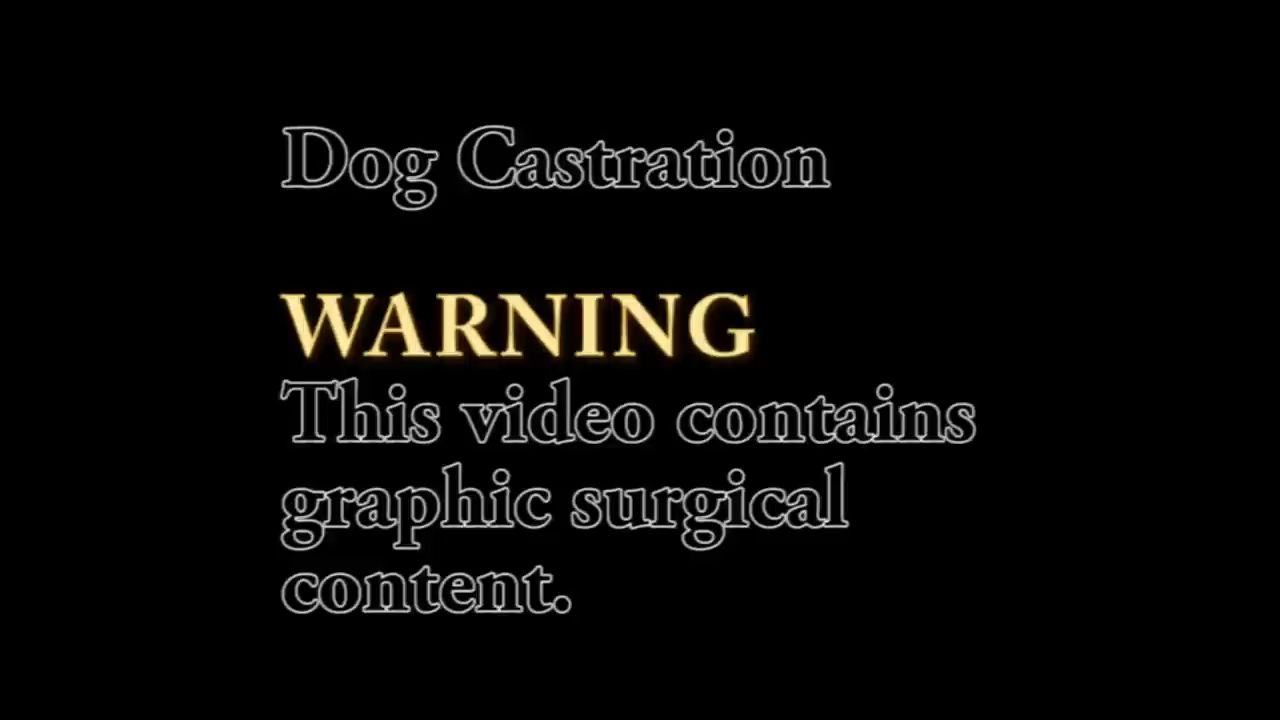 Dog Castration
WARNING
This video contains
graphic surgical
content.